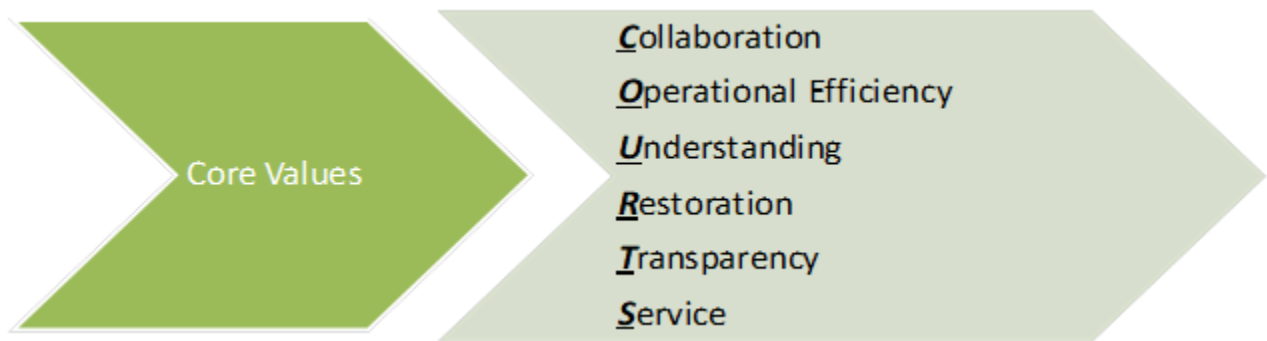 Core Values
Collaboration
Operational Efficiency
Understanding
Restoration
Transparency
Service